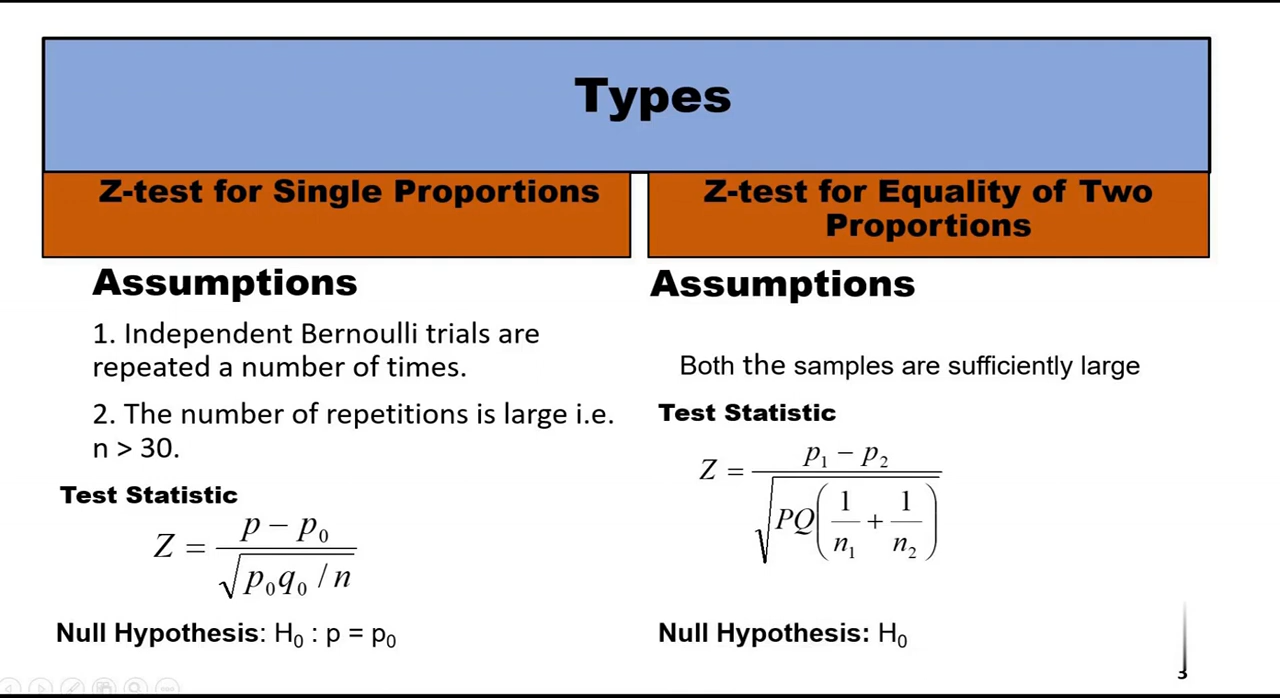 Types
Z-test for Single Proportions
Z-test for Equality of Two
Proportions
Assumptions
1. Independent Bernoulli trials are
repeated a number of times.
2. The number of repetitions is large i.e.
n > 30.
Test Statistic
Z = (p − p₀) / √(p₀q₀ / n)
Null Hypothesis: H₀ : p = p₀
Assumptions
Both the samples are sufficiently large
Test Statistic
Z = (p₁ − p₂) / √(PQ(1/n₁ + 1/n₂))
Null Hypothesis: H₀
3